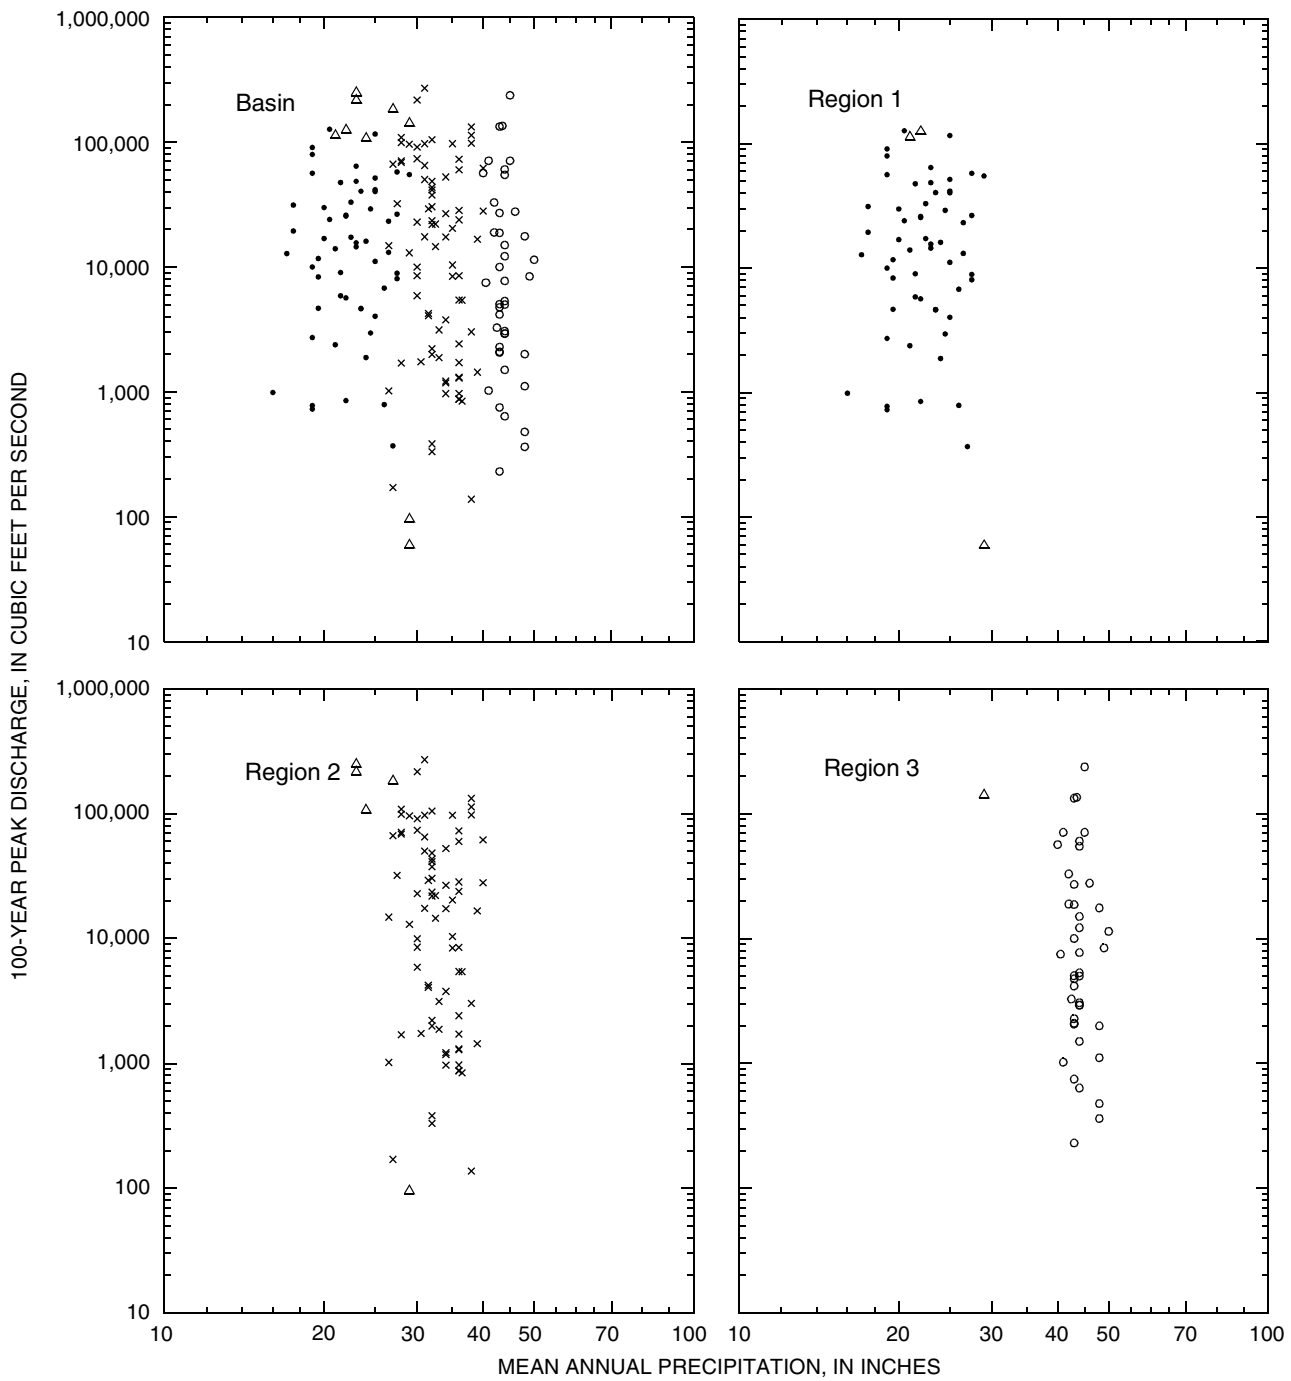 1,000,000
100,000
10,000
1,000
100
10
Basin
Region 1
100-YEAR PEAK DISCHARGE, IN CUBIC FEET PER SECOND
1,000,000
100,000
10,000
1,000
100
10
Region 2
Region 3
10 20 30 40 50 70 100
10 20 30 40 50 70 100
MEAN ANNUAL PRECIPITATION, IN INCHES